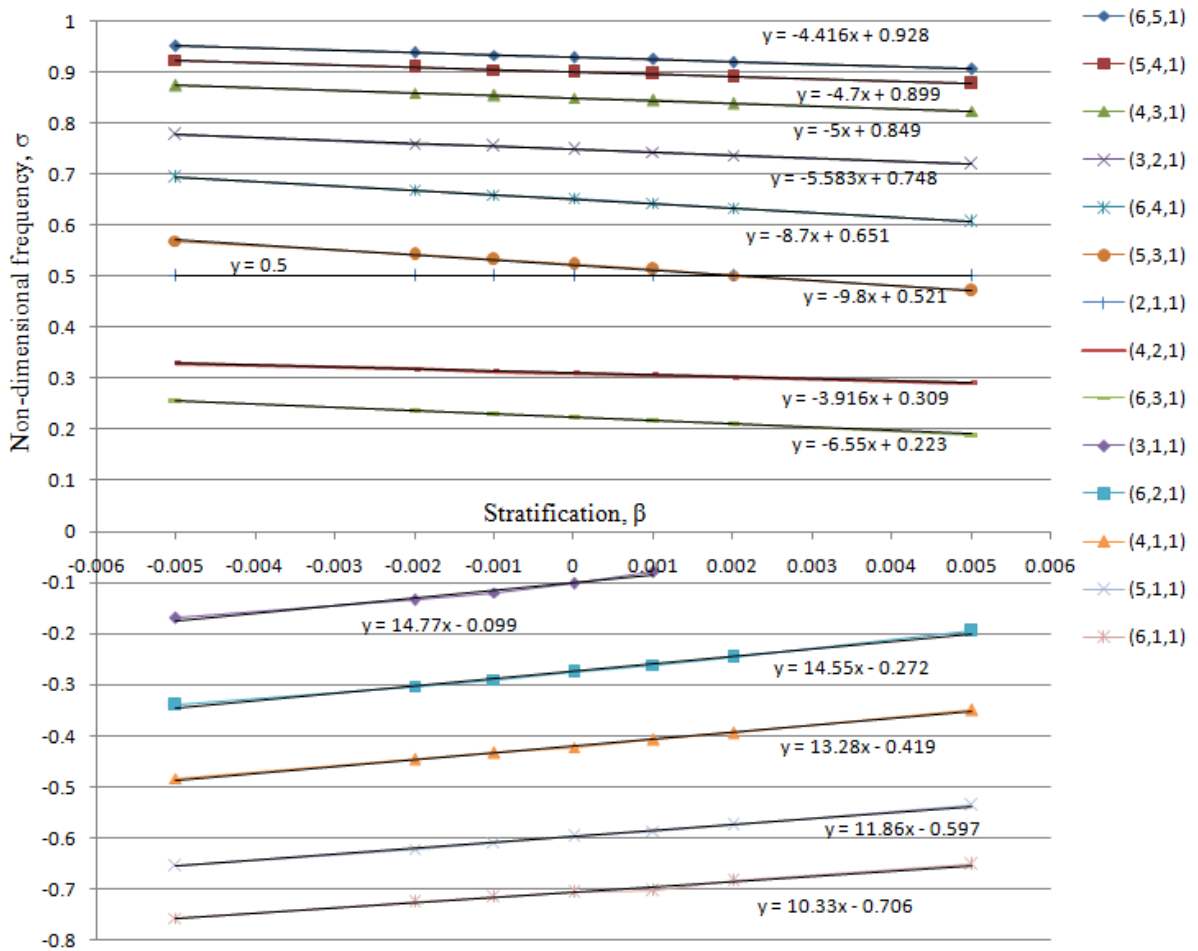 Non-dimensional frequency, σ
1
0.9
0.8
0.7
0.6
0.5
0.4
0.3
0.2
0.1
0
-0.1
-0.2
-0.3
-0.4
-0.5
-0.6
-0.7
-0.8
y = -4.416x + 0.928
y = -4.7x + 0.899
y = -5x + 0.849
y = -5.583x + 0.748
y = -8.7x + 0.651
y = 0.5
y = -9.8x + 0.521
y = -3.916x + 0.309
y = -6.55x + 0.223
Stratification, β
-0.006 -0.005 -0.004 -0.003 -0.002 -0.001 0 0.001 0.002 0.003 0.004 0.005 0.006
y = 14.77x - 0.099
y = 14.55x - 0.272
y = 13.28x - 0.419
y = 11.86x - 0.597
y = 10.33x - 0.706
(6,5,1)
(5,4,1)
(4,3,1)
(3,2,1)
(6,4,1)
(5,3,1)
(2,1,1)
(4,2,1)
(6,3,1)
(3,1,1)
(6,2,1)
(4,1,1)
(5,1,1)
(6,1,1)